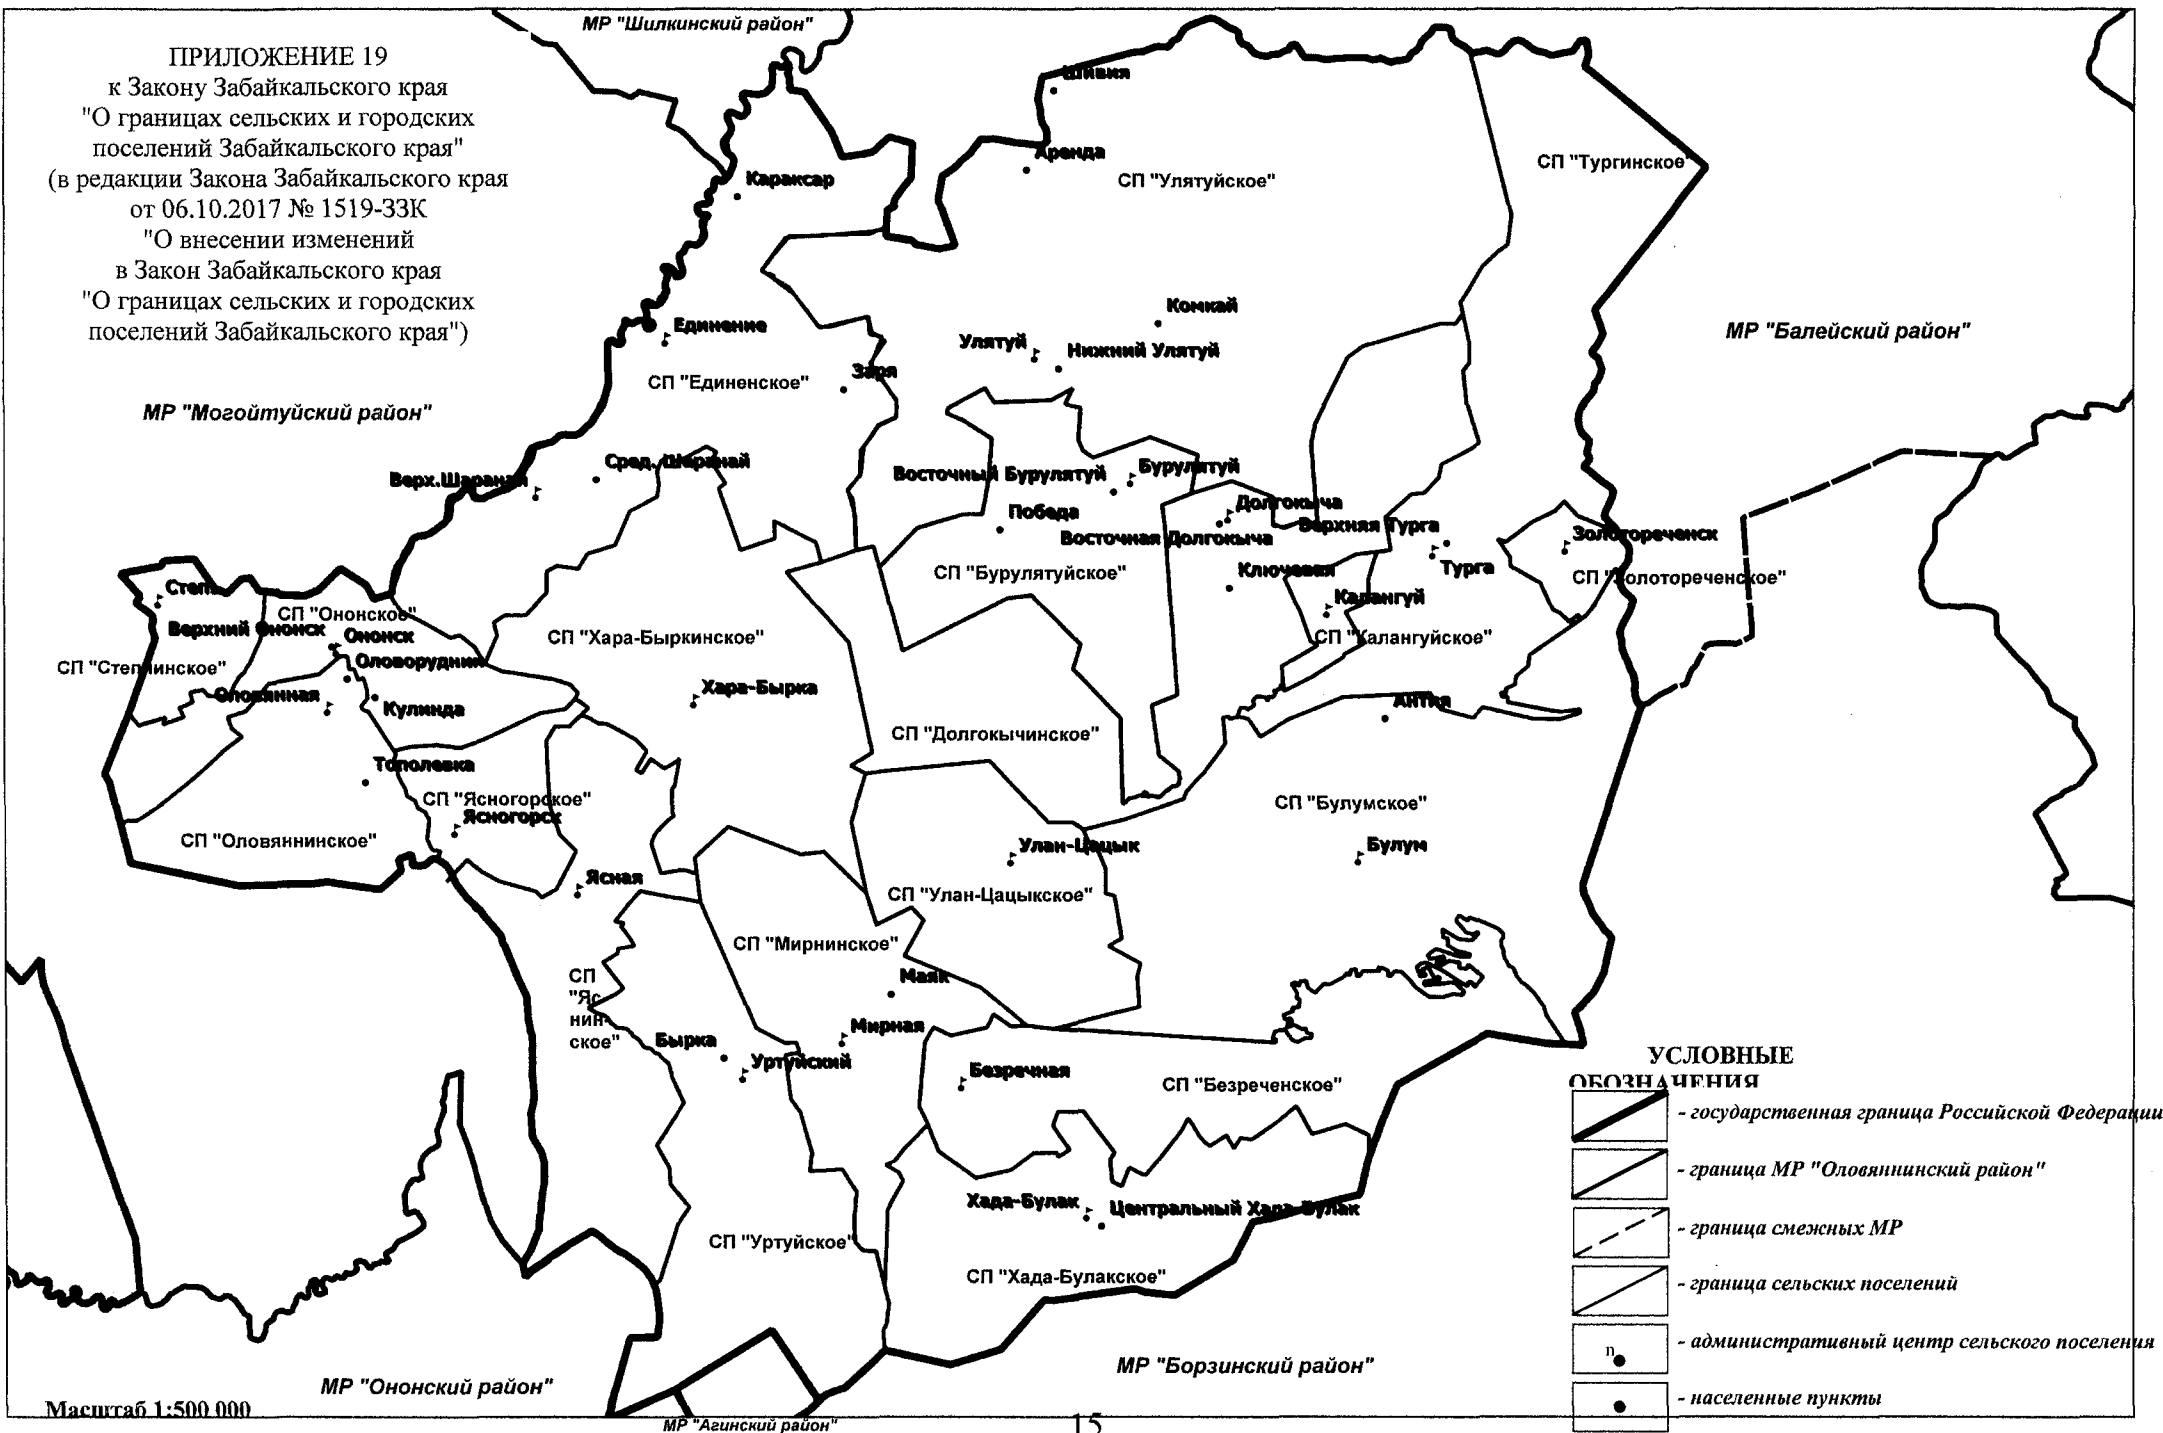 МР "Шилкинский район"
ПРИЛОЖЕНИЕ 19
к Закону Забайкальского края
"О границах сельских и городских
поселений Забайкальского края"
(в редакции Закона Забайкальского края
от 06.10.2017 № 1519-ЗЗК
"О внесении изменений
в Закон Забайкальского края
"О границах сельских и городских
поселений Забайкальского края")
Шивия
Аренда
СП "Тургинское"
Караксар
СП "Улятуйское"
Комкай
Единение
МР "Балейский район"
Улятуй
Нижний Улятуй
Заря
СП "Единенское"
МР "Могойтуйский район"
Сред. Шаранай
Верх.Шаранай
Восточный Бурулятуй
Бурулятуй
Долгокыча
Победа
Верхняя Турга
Золотореченск
Восточная Долгокыча
Турга
СП "Бурулятуйское"
Ключевая
СП "Золотореченское"
Степь
Калангуй
СП "Ононское"
Верхний Ононск
Ононск
СП "Хара-Быркинское"
СП "Калангуйское"
Оловорудник
СП "Степнинское"
Оловянная
Хара-Бырка
Кулинда
Антия
СП "Долгокычинское"
Тополевка
СП "Ясногорское"
СП "Булумское"
Ясногорск
СП "Оловяннинское"
Улан-Цацык
Булум
Ясная
СП "Улан-Цацыкское"
СП "Мирнинское"
СП
"Яс-
нин-
ское"
Маяк
Мирная
Бырка
Уртуйский
Безречная
СП "Безреченское"
Хада-Булак
Центральный Хада-Булак
СП "Уртуйское"
СП "Хада-Булакское"
МР "Борзинский район"
МР "Ононский район"
МР "Агинский район"
Масштаб 1:500 000
15
УСЛОВНЫЕ
ОБОЗНАЧЕНИЯ
- государственная граница Российской Федерации
- граница МР "Оловяннинский район"
- граница смежных МР
- граница сельских поселений
n
- административный центр сельского поселения
- населенные пункты